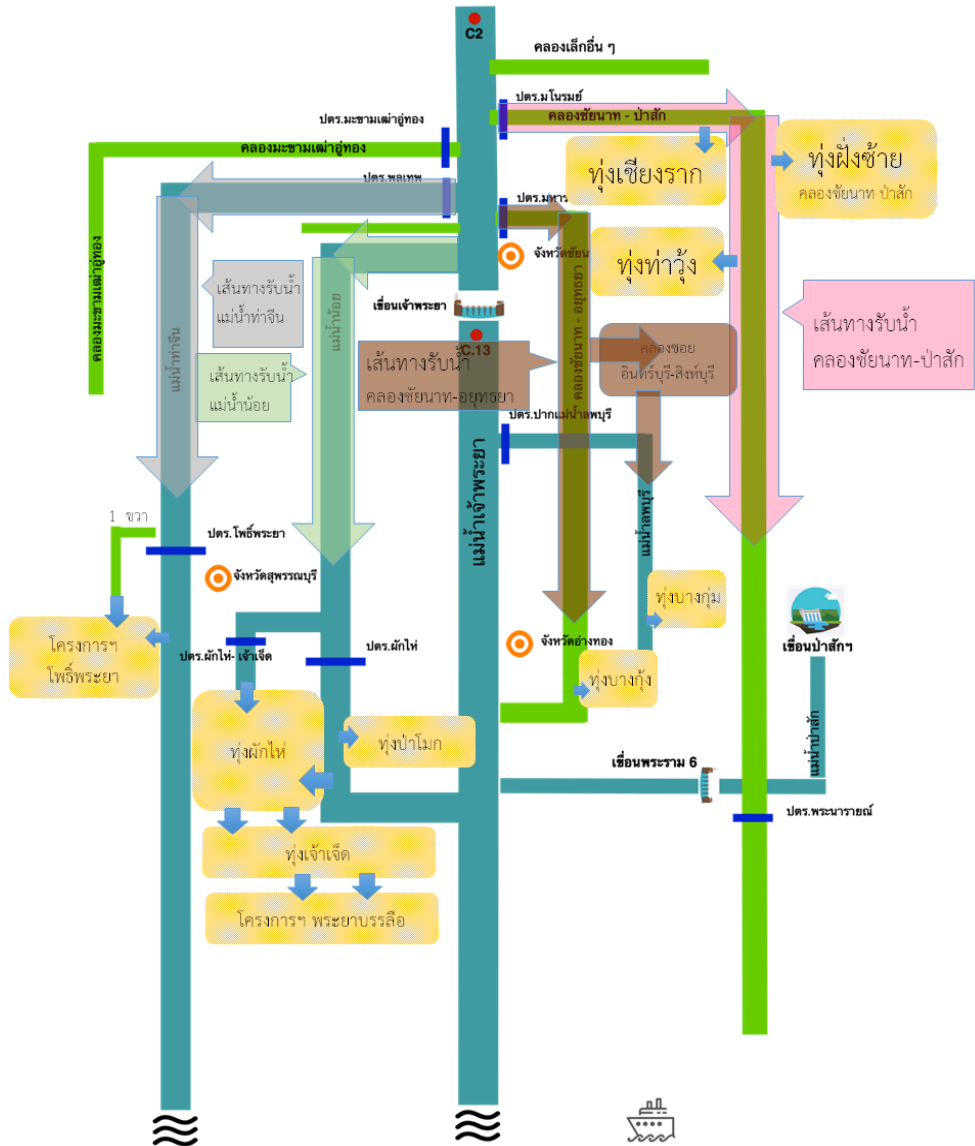 C2
คลองเล็กอื่น ๆ
ปตร.มโนรมย์
คลองชัยนาท - ป่าสัก
ปตร.มะขามเฒ่าอู่ทอง
คลองมะขามเฒ่าอู่ทอง
ทุ่งเชียงราก
ทุ่งฝั่งซ้าย
คลองชัยนาท ป่าสัก
ปตร.พลเทพ
ปตร.มหาร
จังหวัดชัยน
ทุ่งท่าวุ้ง
คลองมะขามเฒ่าอู่ทอง
เส้นทางรับน้ำ
แม่น้ำท่าจีน
แม่น้ำท่าจีน
แม่น้ำน้อย
เขื่อนเจ้าพระยา
คลองชัยนาท - อยุทธยา
เส้นทางรับน้ำ
คลองชัยนาท-ป่าสัก
C.13
เส้นทางรับน้ำ
คลองชัยนาท-อยุทธยา
คลองซอย
อินทร์บุรี-สิงห์บุรี
เส้นทางรับน้ำ
แม่น้ำน้อย
ปตร.ปากแม่น้ำลพบุรี
แม่น้ำเจ้าพระยา
แม่น้ำลพบุรี
1 ขวา
ปตร.โพธิ์พระยา
จังหวัดสุพรรณบุรี
ทุ่งบางกุ่ม
โครงการฯ
โพธิ์พระยา
ปตร.ผักไห่- เจ้าเจ็ด
ปตร.ผักไห่
จังหวัดอ่างทอง
เขื่อนป่าสักฯ
ทุ่งบางกุ้ง
แม่น้ำป่าสัก
ทุ่งผักไห่
ทุ่งป่าโมก
เขื่อนพระราม 6
ปตร.พระนารายณ์
ทุ่งเจ้าเจ็ด
โครงการฯ พระยาบรรลือ